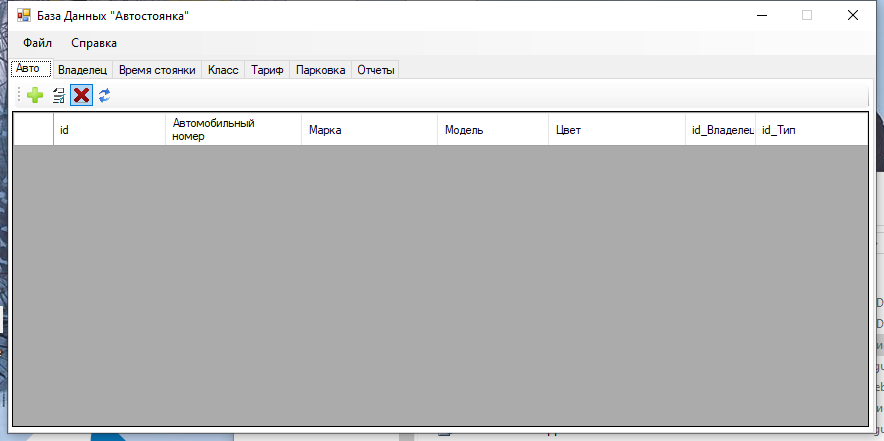 База Данных "Автостоянка"
Файл Справка
Авто Владелец Время стоянки Класс Тариф Парковка Отчеты
id Автомобильный номер Марка Модель Цвет id_Владелец id_Тип